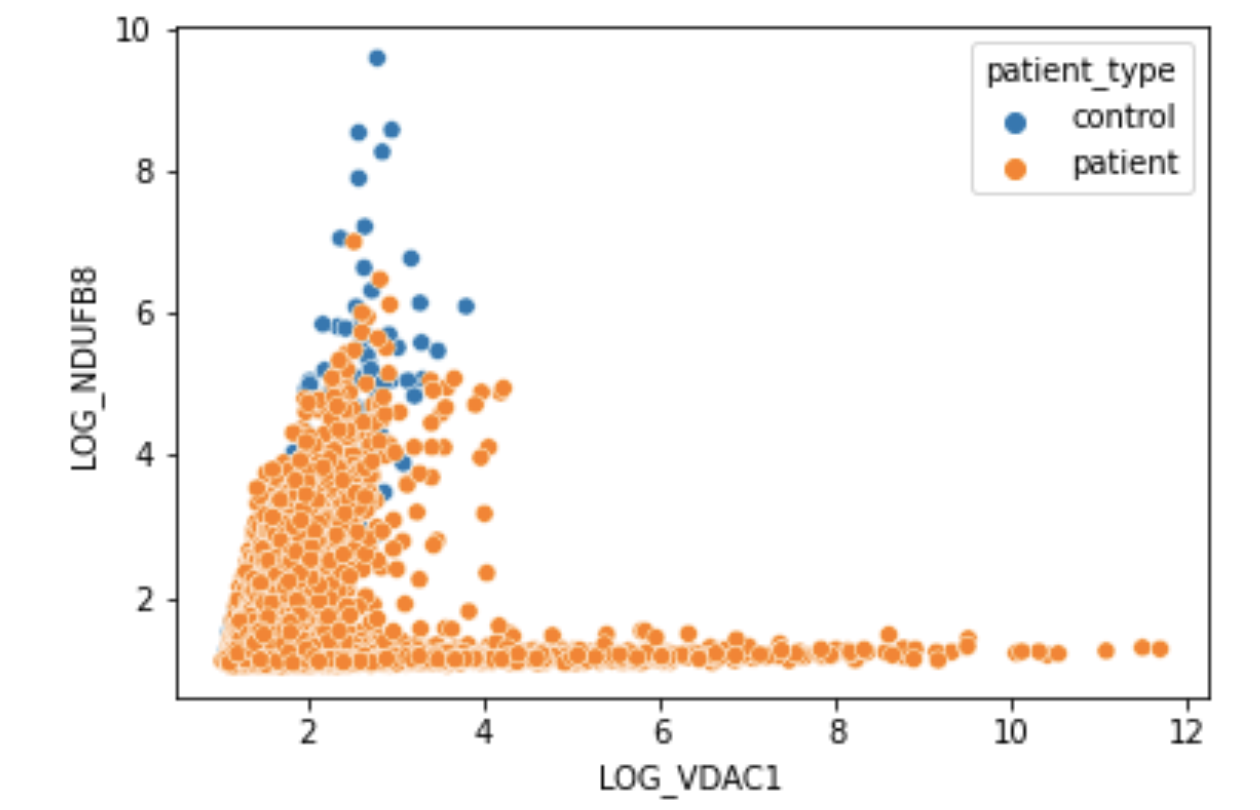 10
8
6
4
2
LOG_NDUFB8
patient_type
control
patient
2 4 6 8 10 12
LOG_VDAC1